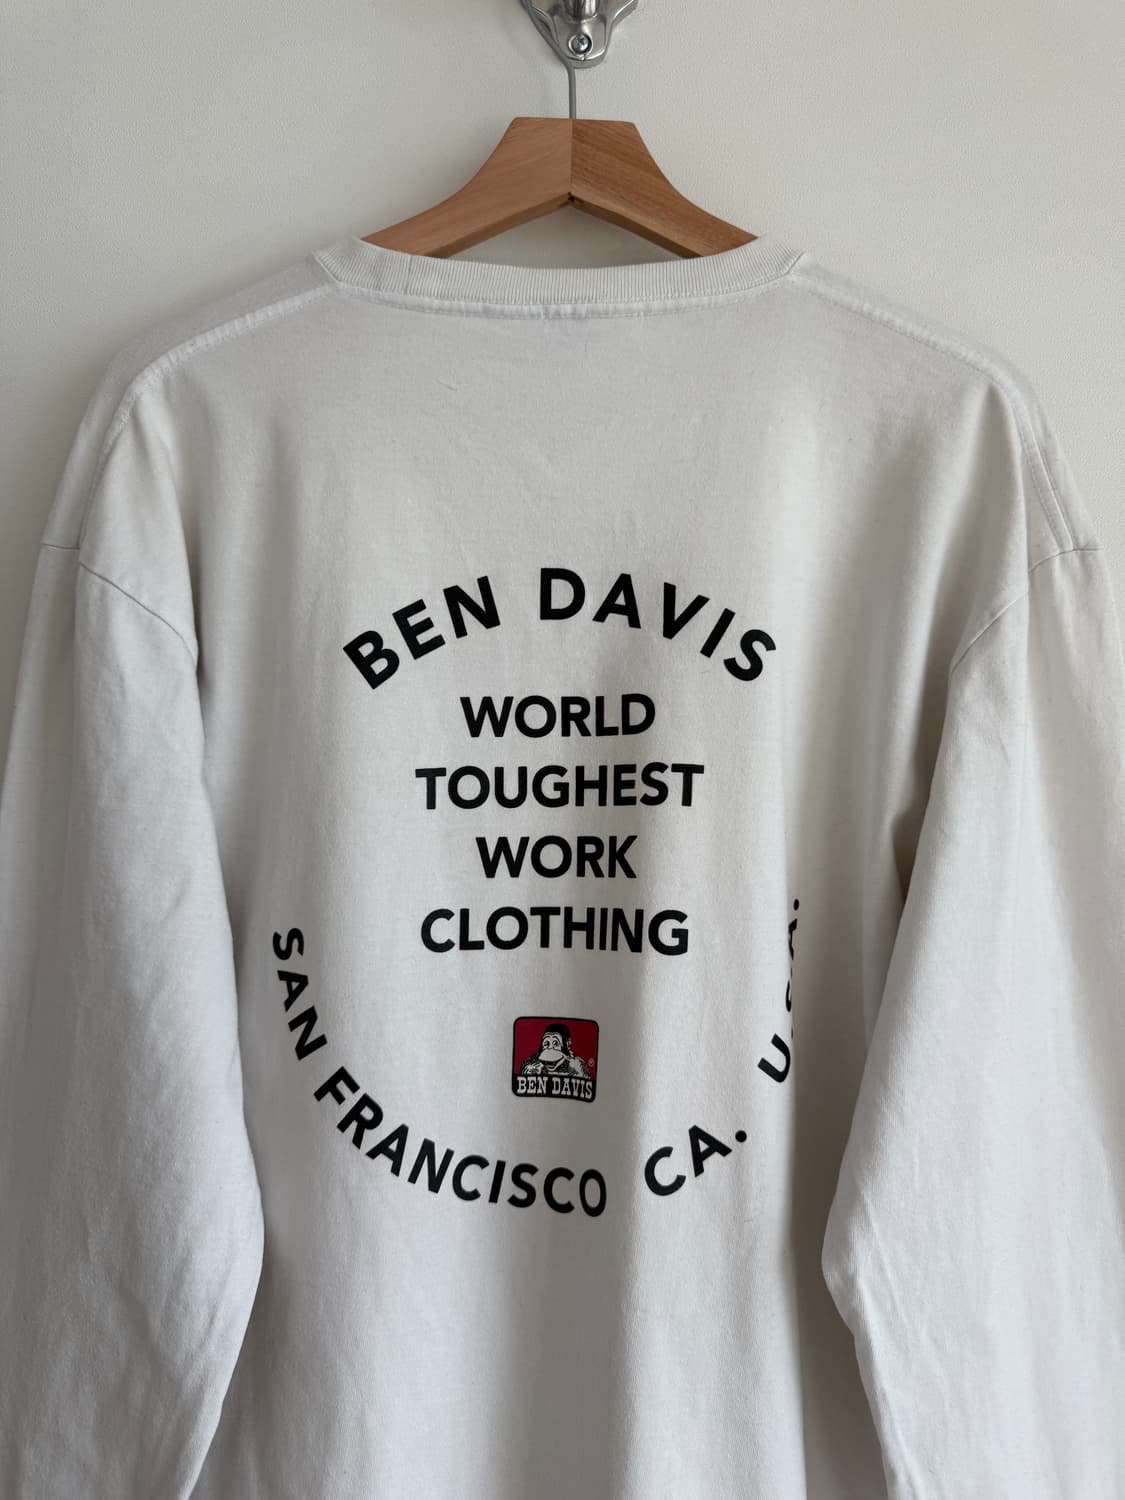 BEN DAVIS
WORLD
TOUGHEST
WORK
CLOTHING
BEN DAVIS
®
SAN FRANCISCO CA. U.S.A.